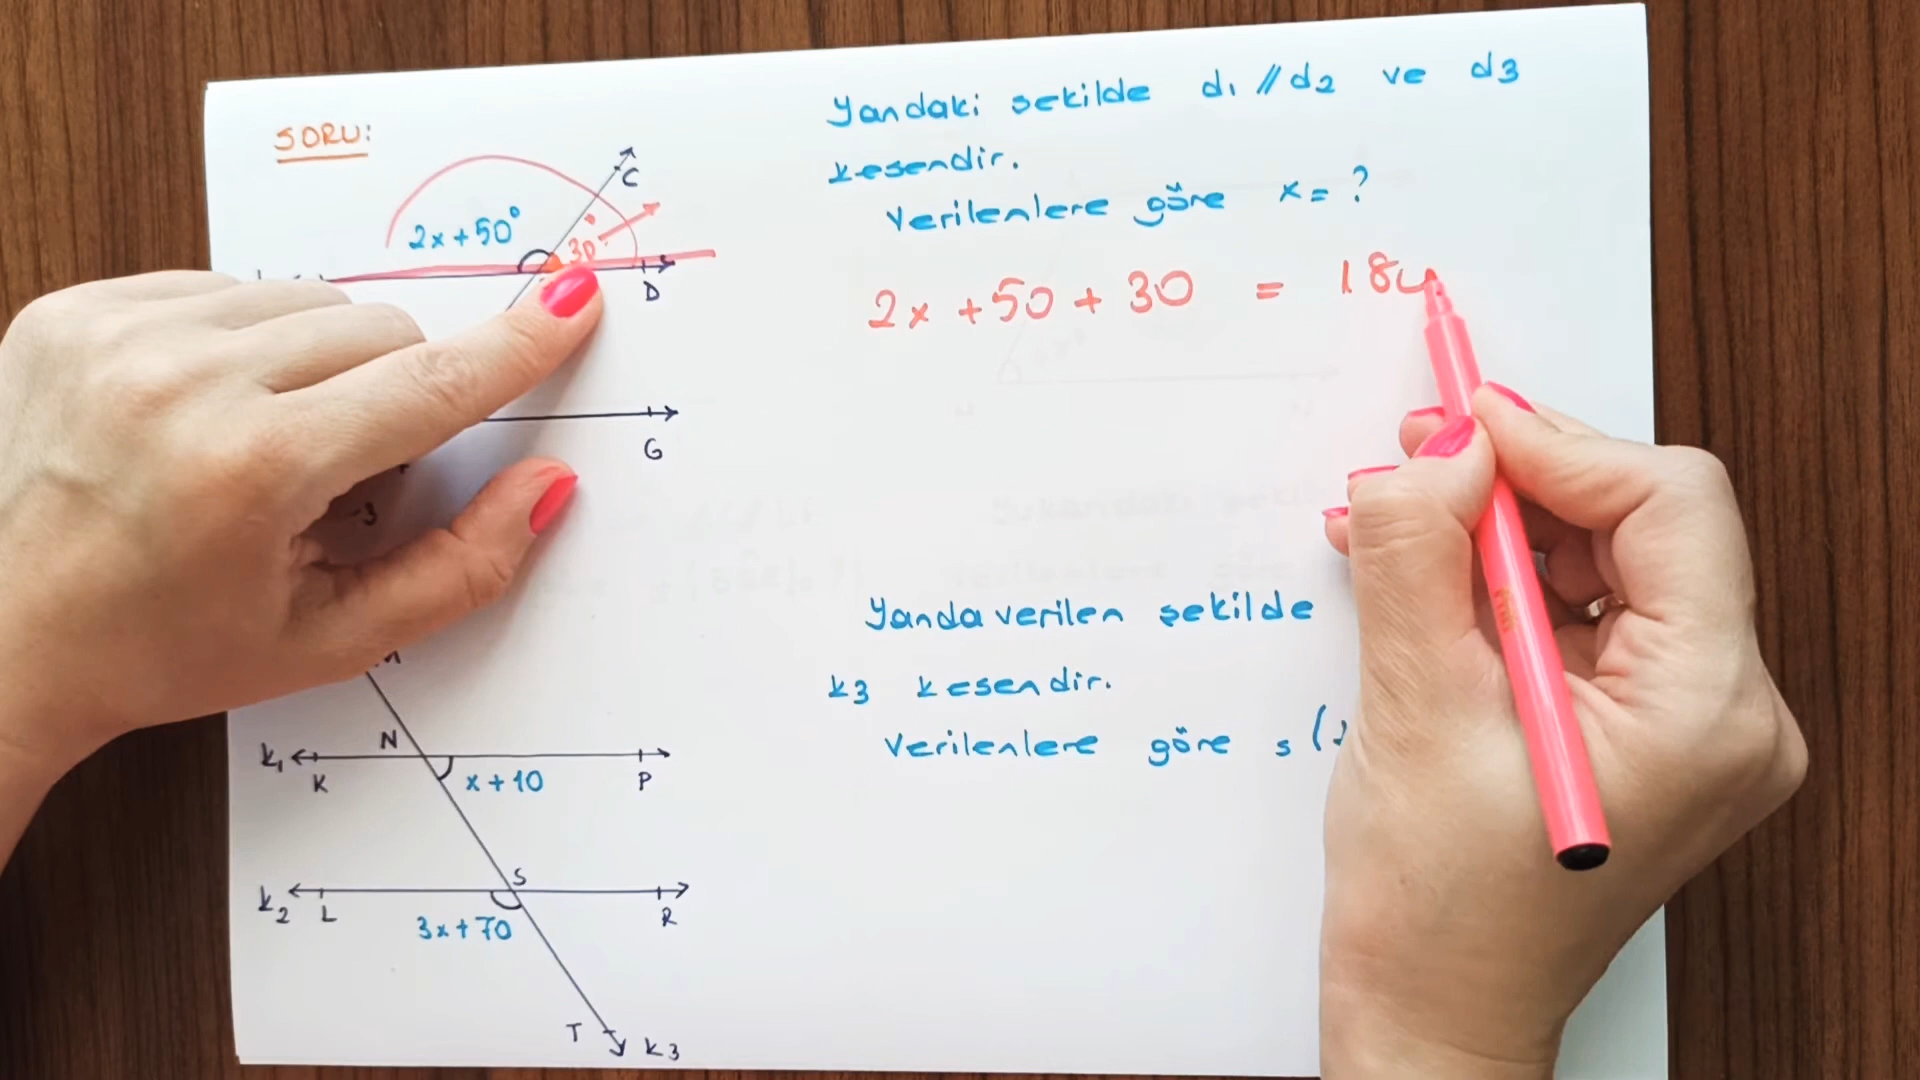 SORU:
Yandaki şekilde d1 // d2 ve d3
kesendir.
Verilenlere göre x = ?
C
2x+50°
30°
D
2x +50 + 30 = 180
G
Yanda verilen şekilde
k3 kesendir.
Verilenlere göre s (
N
k1
K
x+10
P
S
k2
L
3x+70
R
T
k3